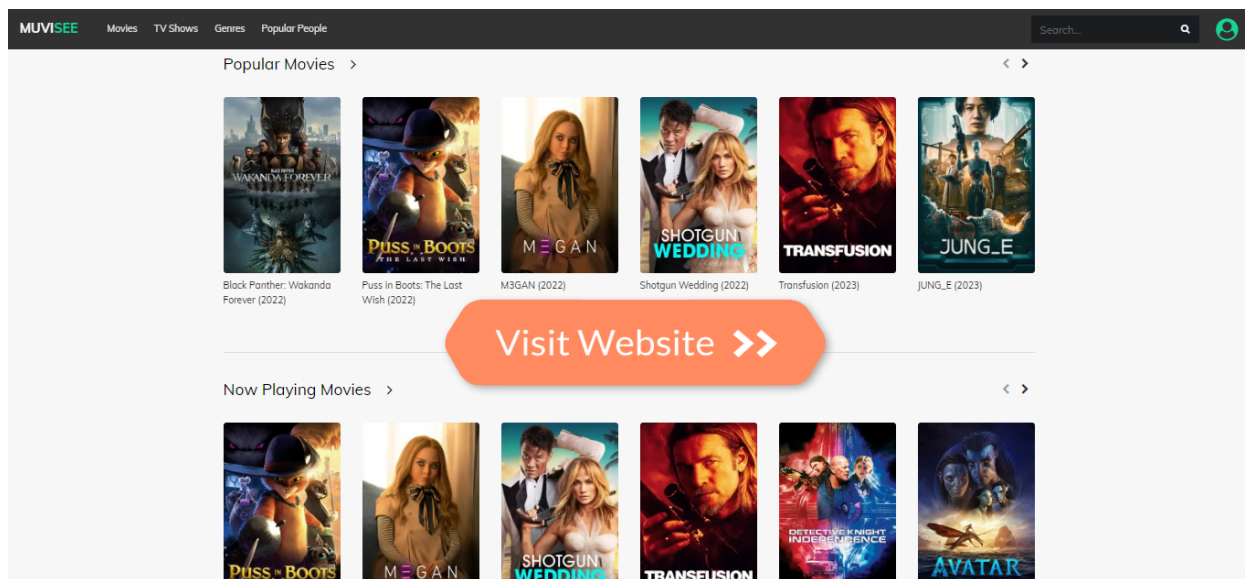 MUVISEE Movies TV Shows Genres Popular People Search...
Popular Movies
BLACK PANTHER
WAKANDA FOREVER
PUSS IN BOOTS
THE LAST WISH
M3GAN
SHOTGUN
WEDDING
TRANSFUSION
JUNG_E
Black Panther: Wakanda
Forever (2022)
Puss in Boots: The Last
Wish (2022)
M3GAN (2022)
Shotgun Wedding (2022)
Transfusion (2023)
JUNG_E (2023)
Visit Website
Now Playing Movies
PUSS IN BOOTS
M3GAN
SHOTGUN
WEDDING
TRANSFUSION
DETECTIVE KNIGHT
INDEPENDENCE
AVATAR